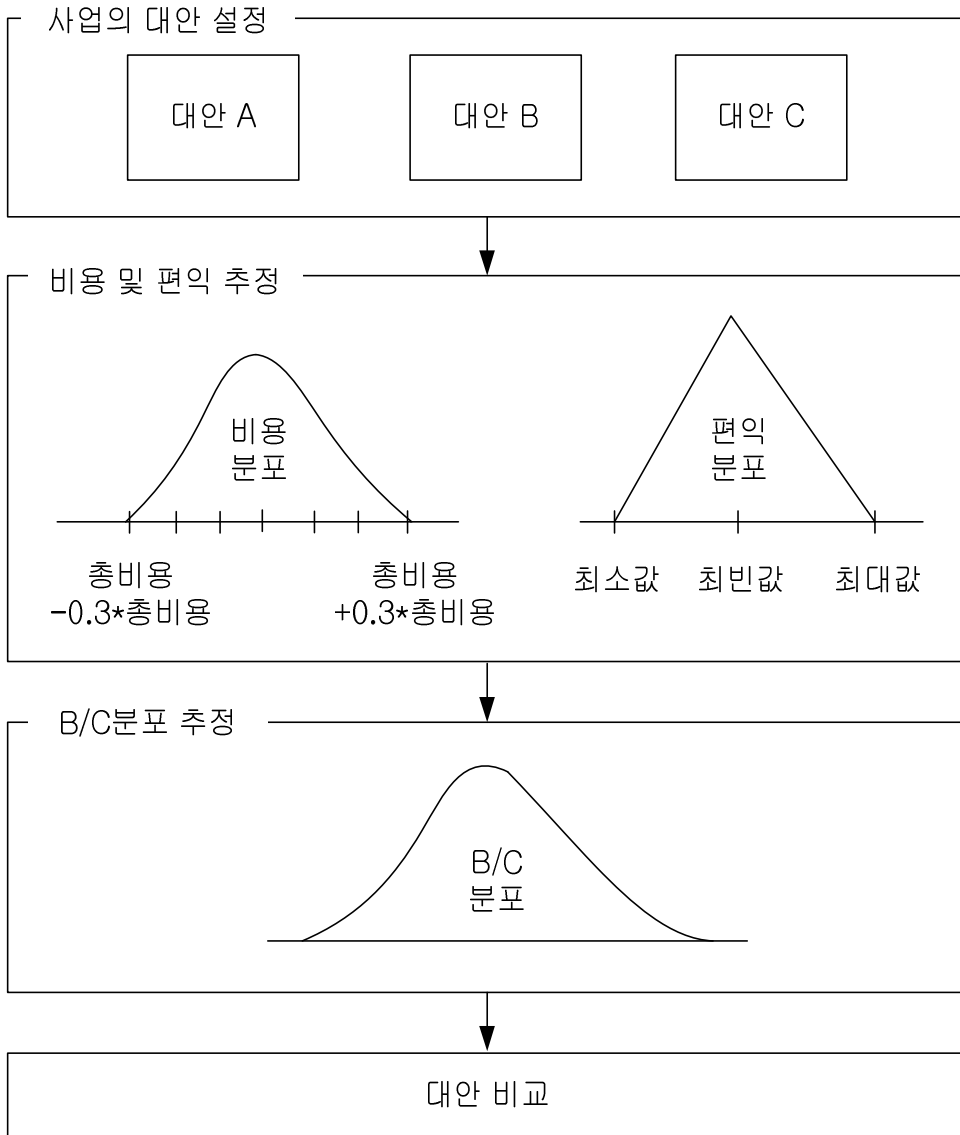 사업의 대안 설정
대안 A
대안 B
대안 C
비용 및 편익 추정
비용
분포
편익
분포
총비용
-0.3*총비용
총비용
+0.3*총비용
최소값
최빈값
최대값
B/C분포 추정
B/C
분포
대안 비교